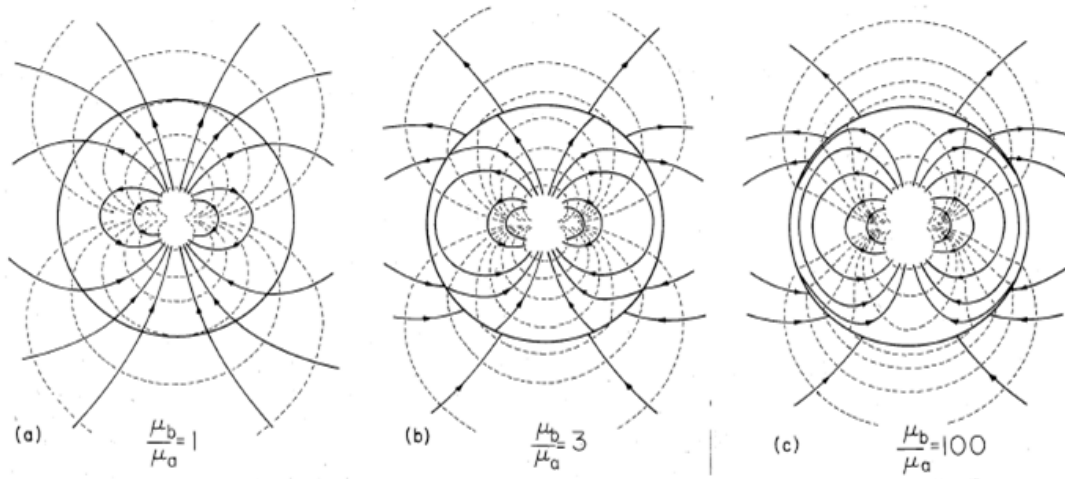 (a) μb/μa = 1
(b) μb/μa = 3
(c) μb/μa = 100